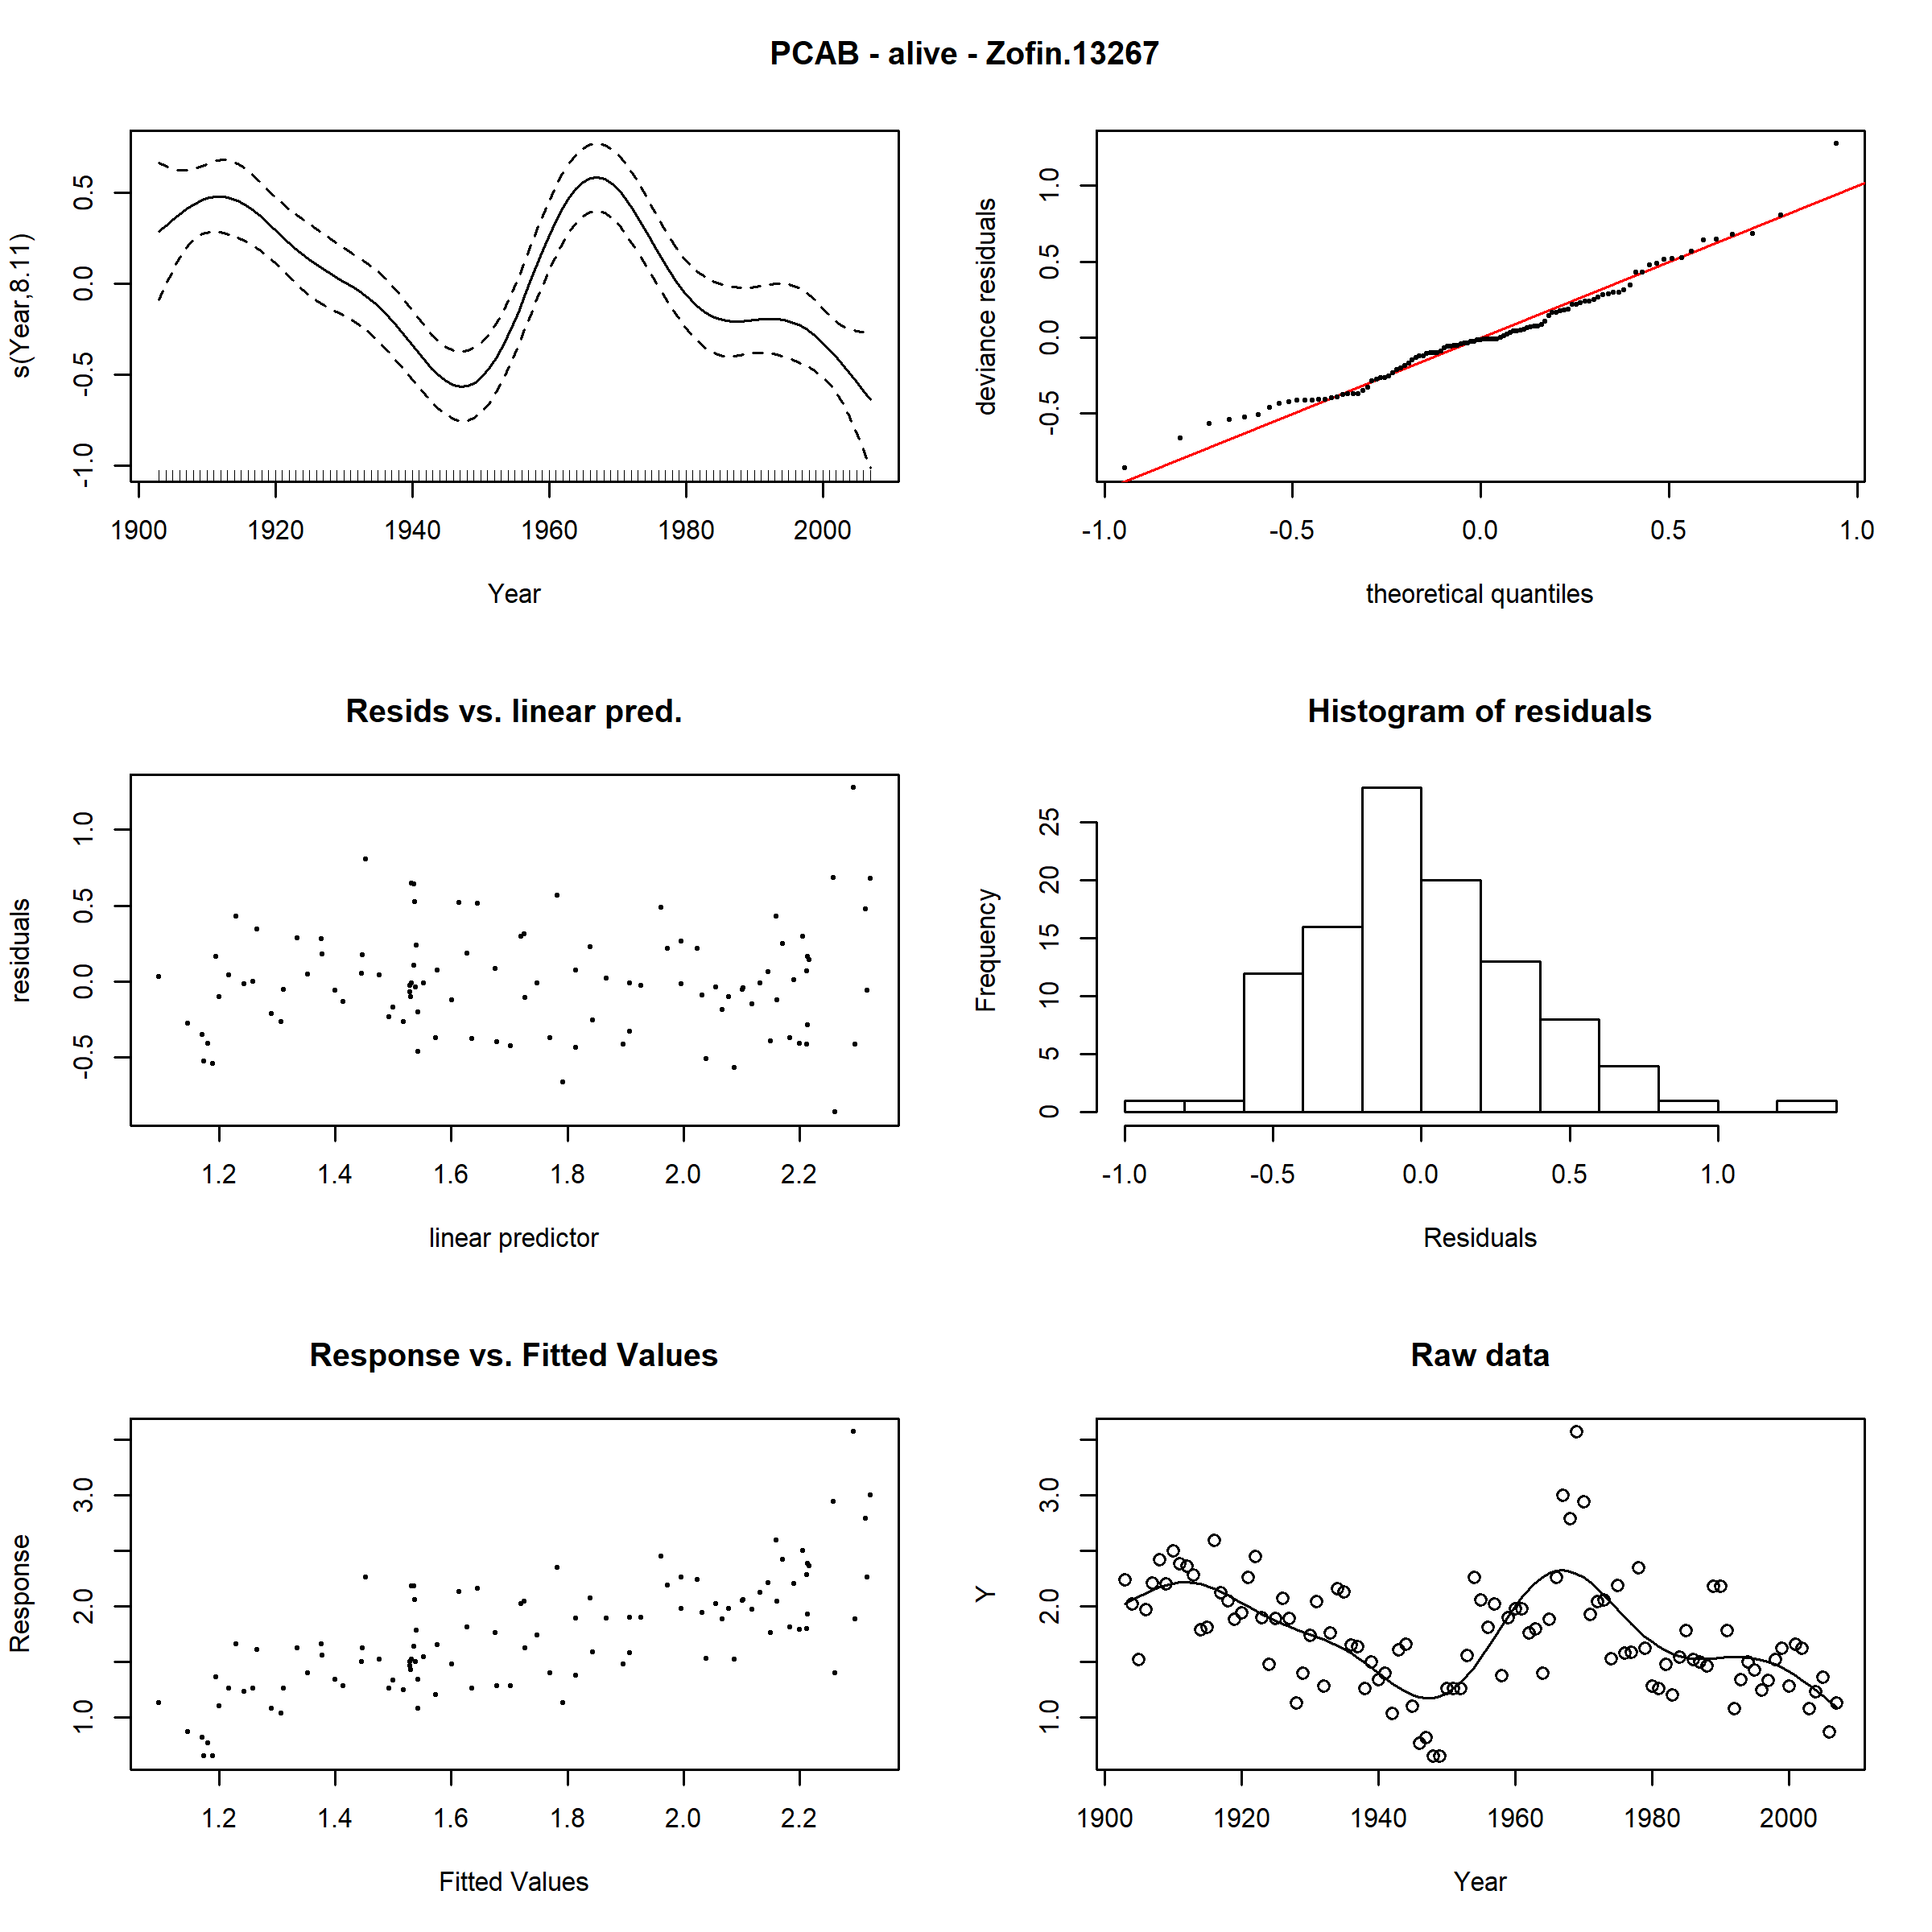 PCAB - alive - Zofin.13267
s(Year,8.11)
-1.0 -0.5 0.0 0.5
1900 1920 1940 1960 1980 2000
Year
deviance residuals
-0.5 0.0 0.5 1.0
-1.0 -0.5 0.0 0.5 1.0
theoretical quantiles
Resids vs. linear pred.
residuals
-0.5 0.0 0.5 1.0
1.2 1.4 1.6 1.8 2.0 2.2
linear predictor
Histogram of residuals
Frequency
0 5 10 15 20 25
-1.0 -0.5 0.0 0.5 1.0
Residuals
Response vs. Fitted Values
Response
1.0 2.0 3.0
1.2 1.4 1.6 1.8 2.0 2.2
Fitted Values
Raw data
Y
1.0 2.0 3.0
1900 1920 1940 1960 1980 2000
Year